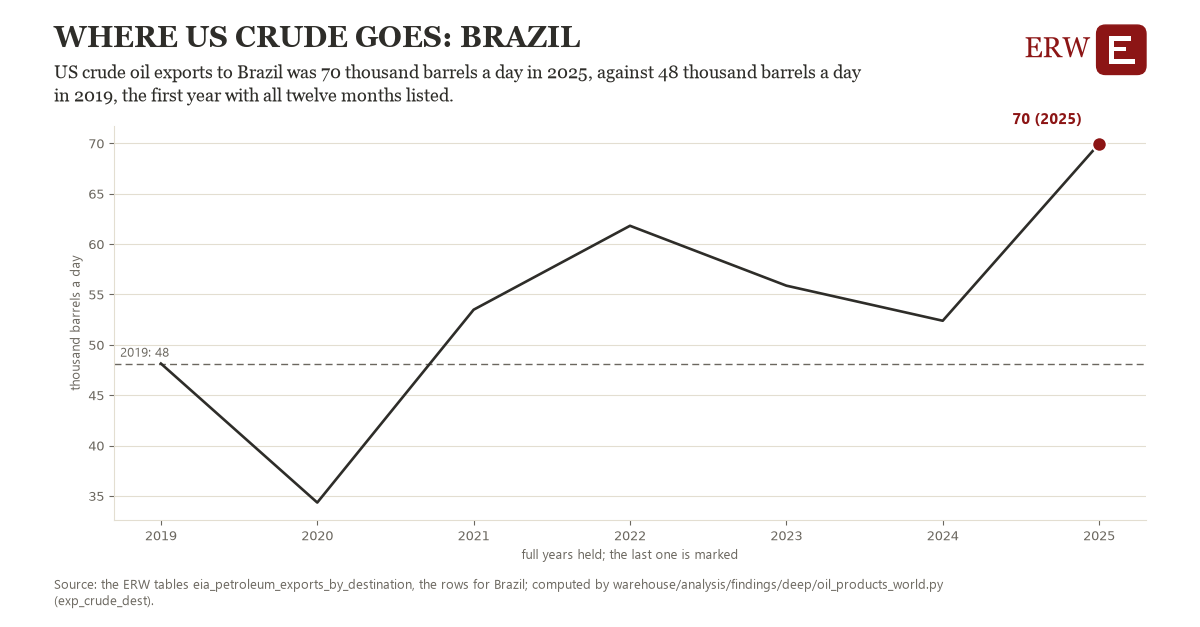 WHERE US CRUDE GOES: BRAZIL
ERW E
US crude oil exports to Brazil was 70 thousand barrels a day in 2025, against 48 thousand barrels a day
in 2019, the first year with all twelve months listed.
70 (2025)
70
65
60
55
50
45
40
35
thousand barrels a day
2019: 48
2019 2020 2021 2022 2023 2024 2025
full years held; the last one is marked
Source: the ERW tables eia_petroleum_exports_by_destination, the rows for Brazil; computed by warehouse/analysis/findings/deep/oil_products_world.py
(exp_crude_dest).